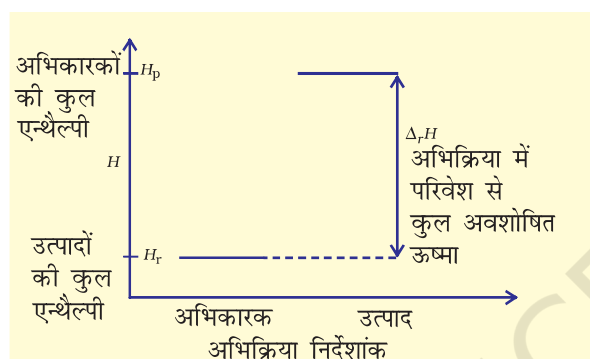 अभिकारकों
की कुल
एन्थैल्पी
Hp
H
ΔrH
अभिक्रिया में
परिवेश से
कुल अवशोषित
ऊष्मा
उत्पादों
की कुल
एन्थैल्पी
Hr
अभिकारक उत्पाद
अभिक्रिया निर्देशांक